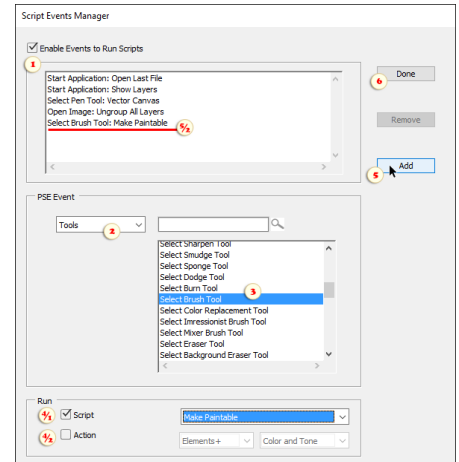 Script Events Manager
Enable Events to Run Scripts
1
Start Application: Open Last File
Start Application: Show Layers
Select Pen Tool: Vector Canvas
Open Image: Ungroup All Layers
Select Brush Tool: Make Paintable
5/2
Done
6
Remove
Add
5
PSE Event
Tools
2
Select Sharpen Tool
Select Smudge Tool
Select Sponge Tool
Select Dodge Tool
Select Burn Tool
3
Select Brush Tool
Select Color Replacement Tool
Select Imressionist Brush Tool
Select Mixer Brush Tool
Select Eraser Tool
Select Background Eraser Tool
Run
4/1
Script
Make Paintable
4/2
Action
Elements+
Color and Tone